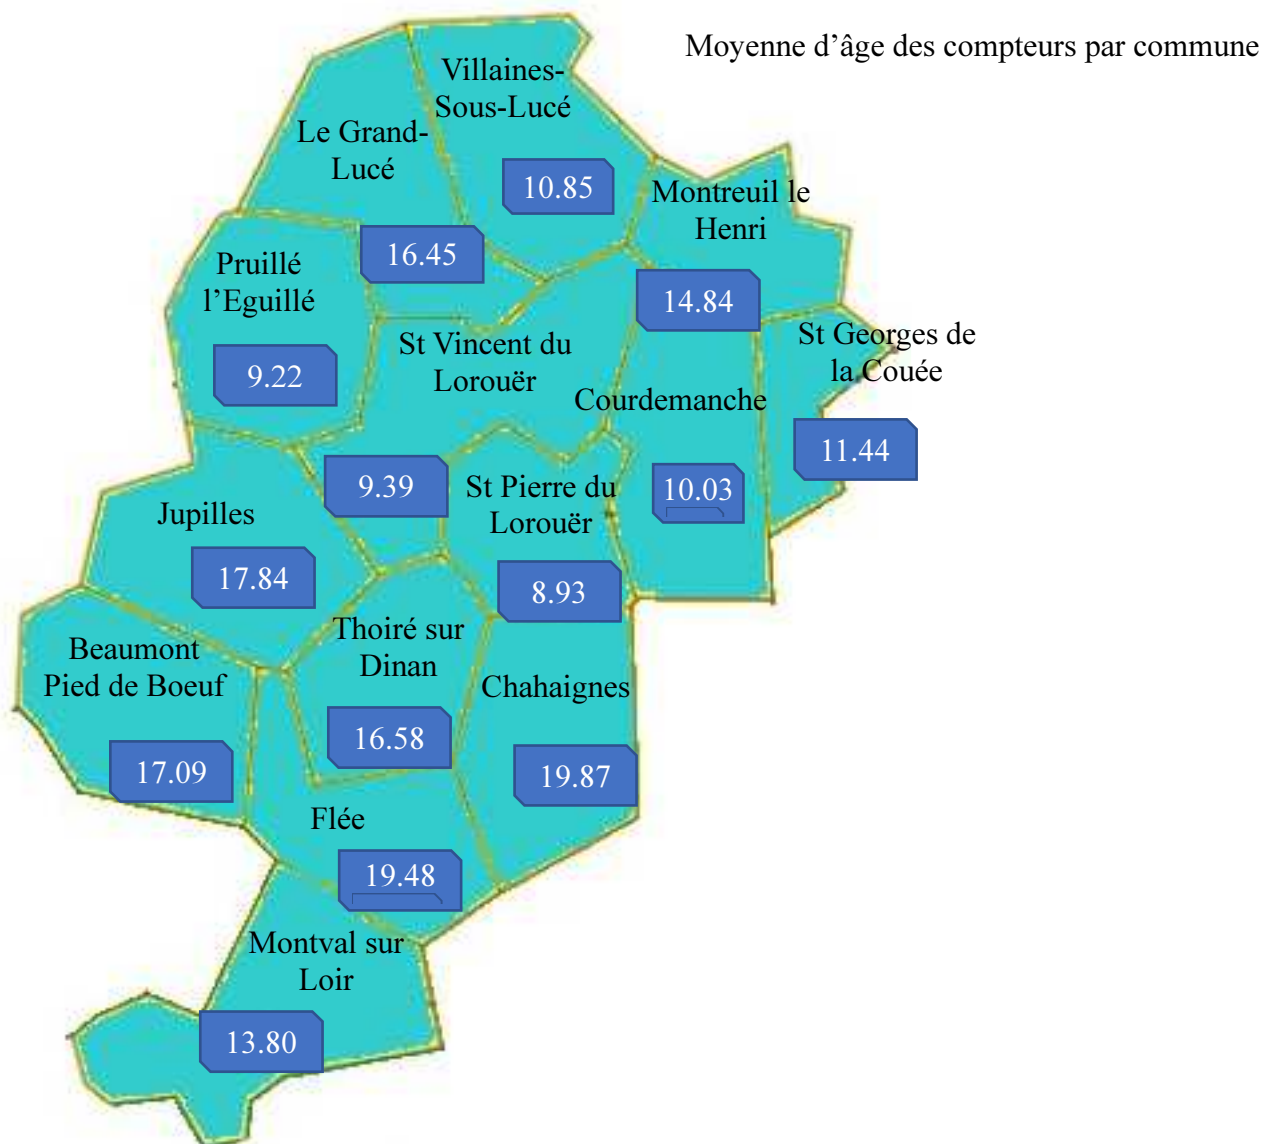 Moyenne d’âge des compteurs par commune
Villaines-
Sous-Lucé
10.85
Le Grand-
Lucé
16.45
Montreuil le
Henri
14.84
Pruillé
l’Eguillé
9.22
St Vincent du
Lorouër
9.39
St Georges de
la Couée
11.44
Courdemanche
10.03
St Pierre du
Lorouër
8.93
Jupilles
17.84
Thoiré sur
Dinan
16.58
Beaumont
Pied de Boeuf
17.09
Chahaignes
19.87
Flée
19.48
Montval sur
Loir
13.80